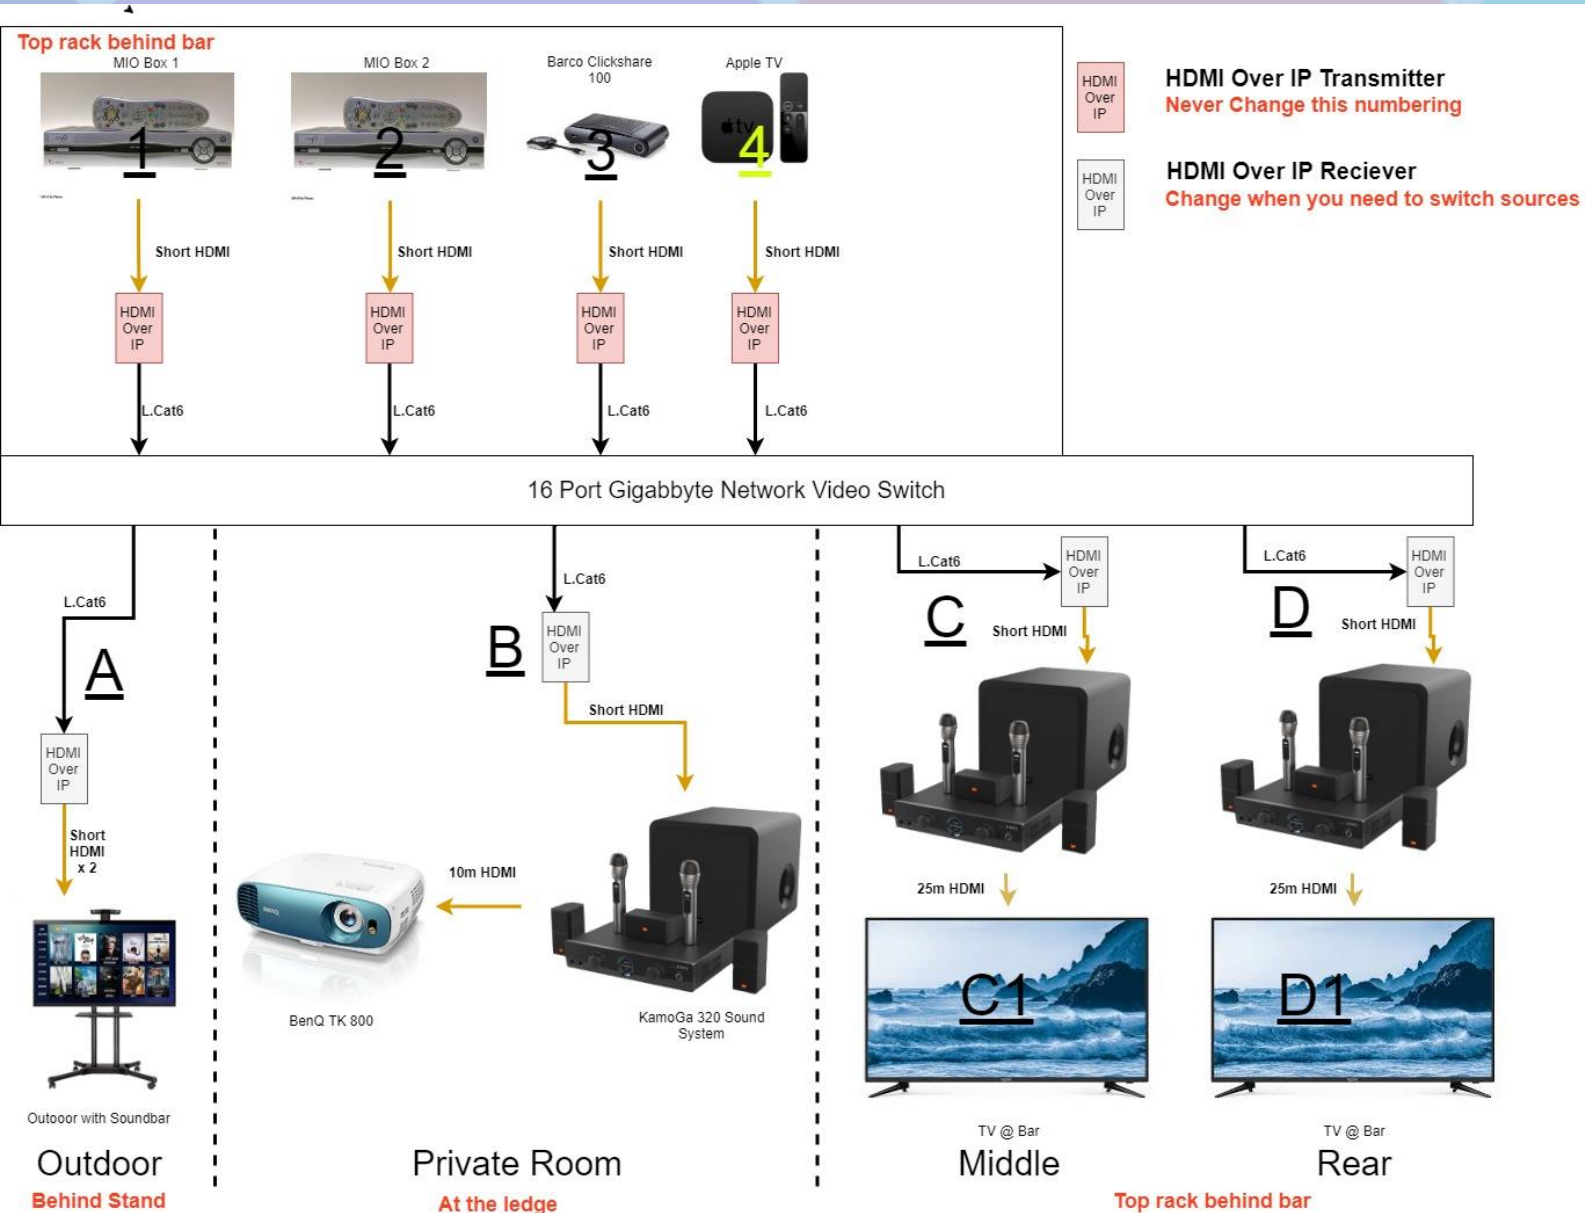 Top rack behind bar
MIO Box 1
MIO Box 2
Barco Clickshare
100
Apple TV
1
2
3
tv
4
Short HDMI
Short HDMI
Short HDMI
Short HDMI
HDMI
Over
IP
HDMI
Over
IP
HDMI
Over
IP
HDMI
Over
IP
L.Cat6
L.Cat6
L.Cat6
L.Cat6
HDMI
Over
IP
HDMI Over IP Transmitter
Never Change this numbering
HDMI
Over
IP
HDMI Over IP Reciever
Change when you need to switch sources
16 Port Gigabbyte Network Video Switch
L.Cat6
A
HDMI
Over
IP
Short
HDMI
x 2
Outooor with Soundbar
Outdoor
Behind Stand
L.Cat6
B
HDMI
Over
IP
Short HDMI
10m HDMI
BenQ
BenQ TK 800
KamoGa 320 Sound
System
Private Room
At the ledge
L.Cat6
HDMI
Over
IP
C
Short HDMI
25m HDMI
C1
TV @ Bar
Middle
L.Cat6
HDMI
Over
IP
D
Short HDMI
25m HDMI
D1
TV @ Bar
Rear
Top rack behind bar